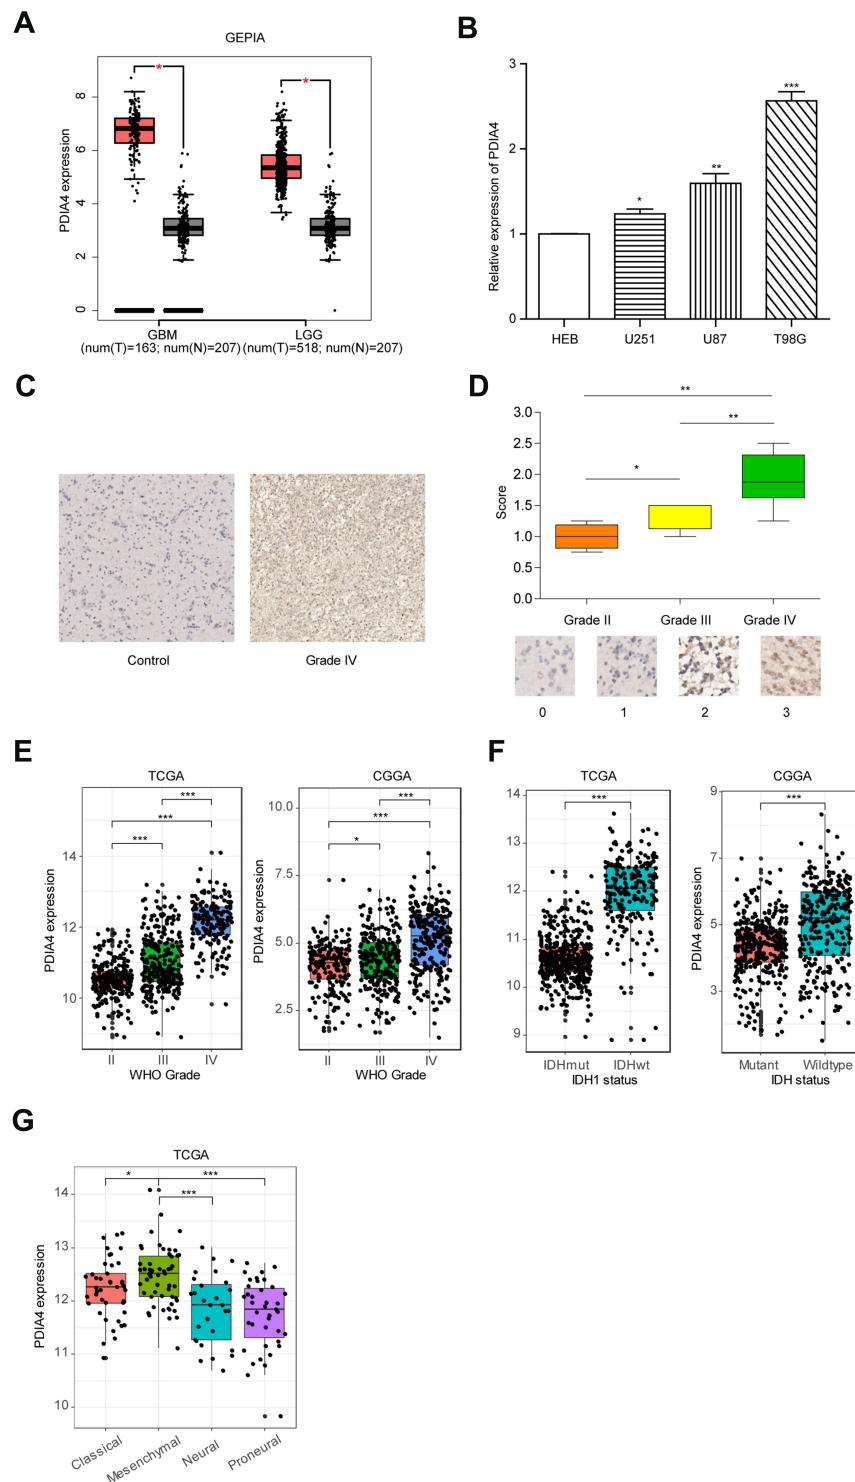 A
GEPIA
*
*
PDIA4 expression
8
6
4
2
0
GBM
LGG
(num(T)=163; num(N)=207)
(num(T)=518; num(N)=207)
B
Relative expression of PDIA4
3
2
1
0
*
**
***
HEB
U251
U87
T98G
C
Control
Grade IV
D
**
**
*
Score
3.0
2.5
2.0
1.5
1.0
0.5
0.0
Grade II
Grade III
Grade IV
0
1
2
3
E
TCGA
***
***
***
PDIA4 expression
14
12
10
II
III
IV
WHO Grade
CGGA
***
***
*
PDIA4 expression
10.0
7.5
5.0
2.5
II
III
IV
WHO Grade
F
TCGA
***
PDIA4 expression
14
13
12
11
10
9
IDHmut
IDHwt
IDH1 status
CGGA
***
PDIA4 expression
9
7
5
3
Mutant
Wildtype
IDH status
G
TCGA
*
***
***
PDIA4 expression
14
13
12
11
10
Classical
Mesenchymal
Neural
Proneural